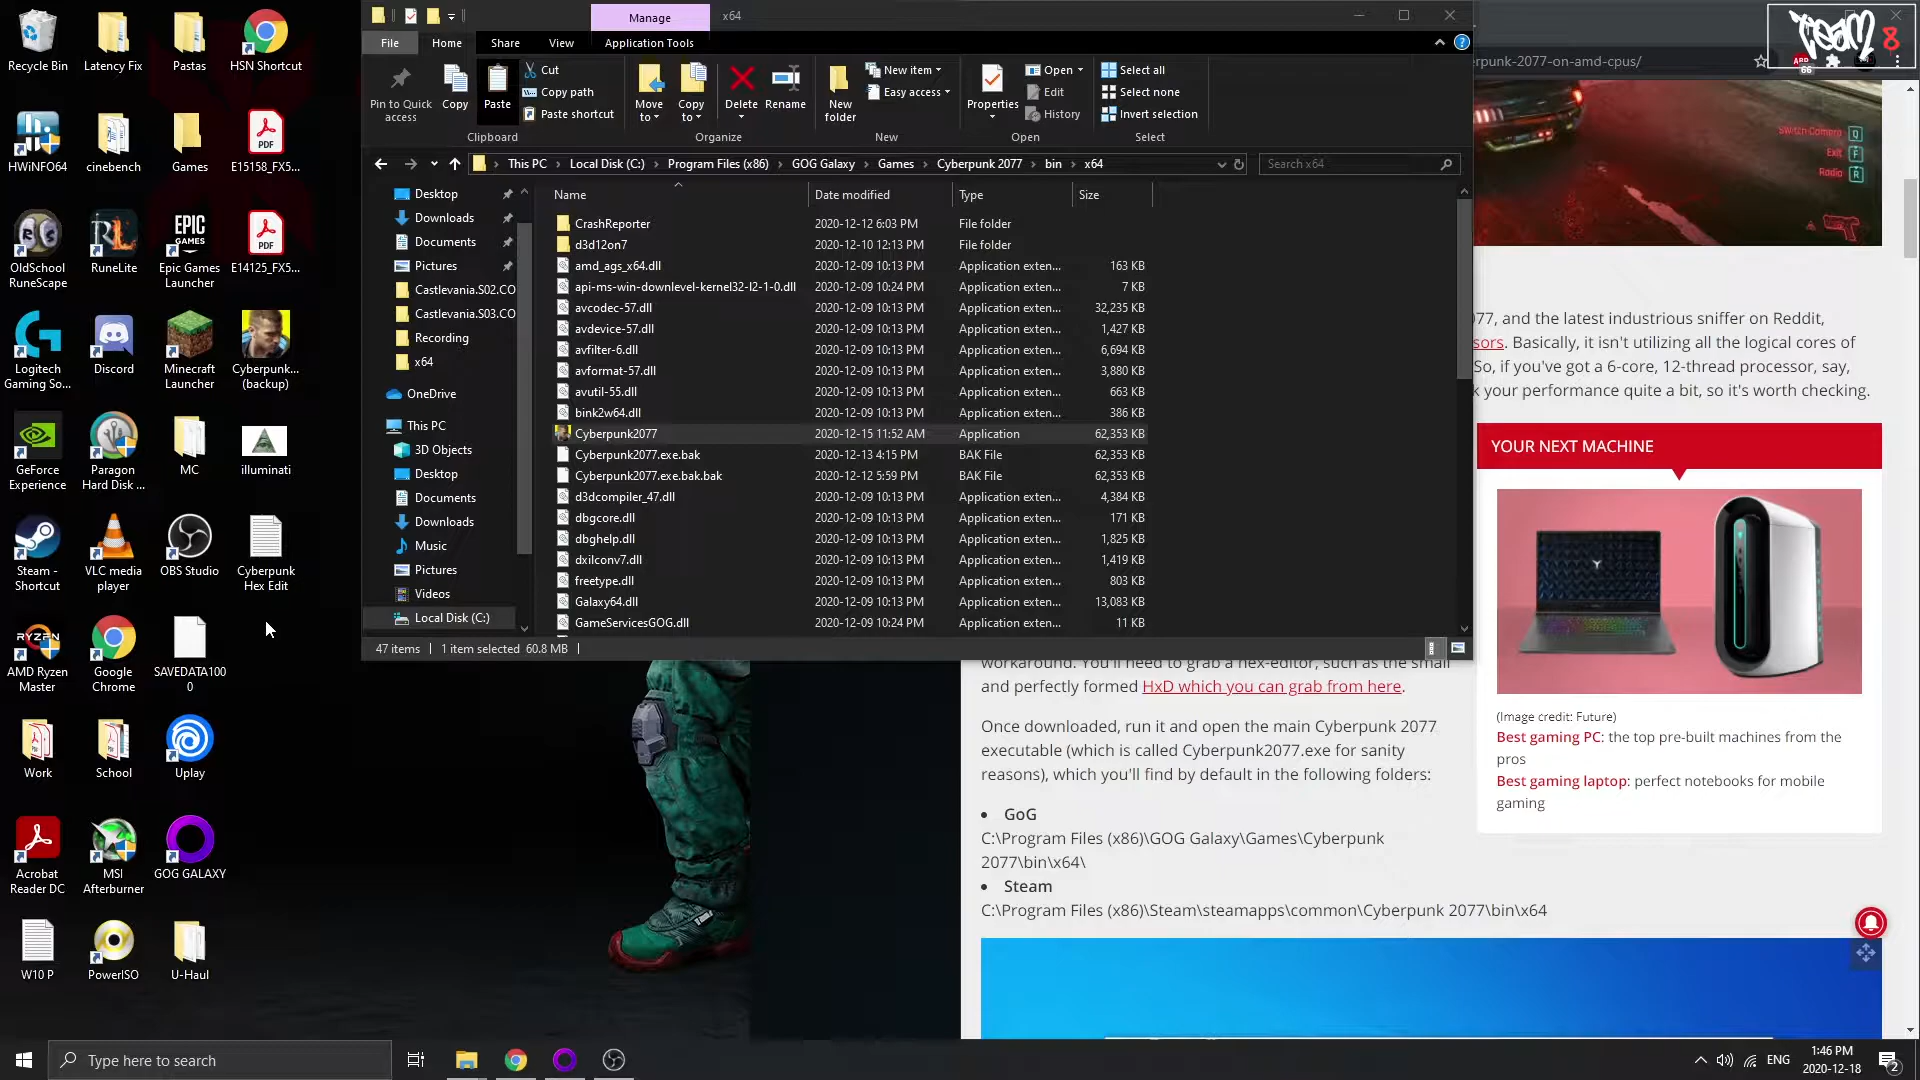 Recycle Bin
Latency Fix
Pastas
HSN Shortcut
HWiNFO64
cinebench
Games
E15158_FX5...
OldSchool RuneScape
RuneLite
Epic Games Launcher
E14125_FX5...
Logitech Gaming So...
Discord
Minecraft Launcher
Cyberpunk... (backup)
GeForce Experience
Paragon Hard Disk ...
MC
illuminati
Steam - Shortcut
VLC media player
OBS Studio
Cyberpunk Hex Edit
AMD Ryzen Master
Google Chrome
SAVEDATA1000
Work
School
Uplay
Acrobat Reader DC
MSI Afterburner
GOG GALAXY
W10 P
PowerISO
U-Haul
Manage
x64
File
Home
Share
View
Application Tools
Pin to Quick access
Copy
Paste
Cut
Copy path
Paste shortcut
Clipboard
Move to
Copy to
Delete
Rename
Organize
New folder
New item
Easy access
New
Properties
Open
Edit
History
Open
Select all
Select none
Invert selection
Select
This PC > Local Disk (C:) > Program Files (x86) > GOG Galaxy > Games > Cyberpunk 2077 > bin > x64
Search x64
Desktop
Downloads
Documents
Pictures
Castlevania.S02.CO
Castlevania.S03.CO
Recording
x64
OneDrive
This PC
3D Objects
Desktop
Documents
Downloads
Music
Pictures
Videos
Local Disk (C:)
Name Date modified Type Size
CrashReporter 2020-12-12 6:03 PM File folder
d3d12on7 2020-12-10 12:13 PM File folder
amd_ags_x64.dll 2020-12-09 10:13 PM Application exten... 163 KB
api-ms-win-downlevel-kernel32-l2-1-0.dll 2020-12-09 10:24 PM Application exten... 7 KB
avcodec-57.dll 2020-12-09 10:13 PM Application exten... 32,235 KB
avdevice-57.dll 2020-12-09 10:13 PM Application exten... 1,427 KB
avfilter-6.dll 2020-12-09 10:13 PM Application exten... 6,694 KB
avformat-57.dll 2020-12-09 10:13 PM Application exten... 3,880 KB
avutil-55.dll 2020-12-09 10:13 PM Application exten... 663 KB
bink2w64.dll 2020-12-09 10:13 PM Application exten... 386 KB
Cyberpunk2077 2020-12-15 11:52 AM Application 62,353 KB
Cyberpunk2077.exe.bak 2020-12-13 4:15 PM BAK File 62,353 KB
Cyberpunk2077.exe.bak.bak 2020-12-12 5:59 PM BAK File 62,353 KB
d3dcompiler_47.dll 2020-12-09 10:13 PM Application exten... 4,384 KB
dbgcore.dll 2020-12-09 10:13 PM Application exten... 171 KB
dbghelp.dll 2020-12-09 10:13 PM Application exten... 1,825 KB
dxilconv7.dll 2020-12-09 10:13 PM Application exten... 1,419 KB
freetype.dll 2020-12-09 10:13 PM Application exten... 803 KB
Galaxy64.dll 2020-12-09 10:13 PM Application exten... 13,083 KB
GameServicesGOG.dll 2020-12-09 10:24 PM Application exten... 11 KB
47 items 1 item selected 60.8 MB
erpunk-2077-on-amd-cpus/
66
Team 8
Switch Camera Q
Exit F
Radio R
77, and the latest industrious sniffer on Reddit,
sors. Basically, it isn't utilizing all the logical cores of
So, if you've got a 6-core, 12-thread processor, say,
k your performance quite a bit, so it's worth checking.
YOUR NEXT MACHINE
(Image credit: Future)
Best gaming PC: the top pre-built machines from the
pros
Best gaming laptop: perfect notebooks for mobile
gaming
workaround. You'll need to grab a hex-editor, such as the small
and perfectly formed HxD which you can grab from here.
Once downloaded, run it and open the main Cyberpunk 2077
executable (which is called Cyberpunk2077.exe for sanity
reasons), which you'll find by default in the following folders:
• GoG
C:\Program Files (x86)\GOG Galaxy\Games\Cyberpunk
2077\bin\x64\
• Steam
C:\Program Files (x86)\Steam\steamapps\common\Cyberpunk 2077\bin\x64
Type here to search
ENG
1:46 PM
2020-12-18
2